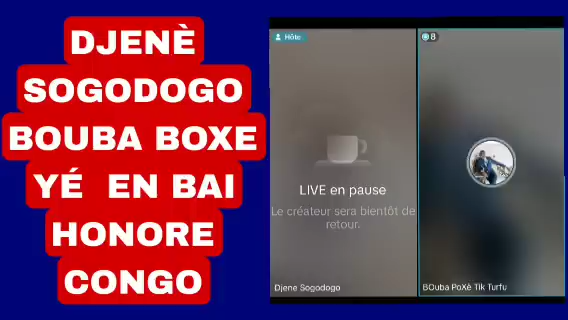 DJENÈ
SOGODOGO
BOUBA BOXE
YÉ EN BAI
HONORE
CONGO
Hôte
8
LIVE en pause
Le créateur sera bientôt de
retour.
Djene Sogodogo
BOuba PoXè Tik Turfu